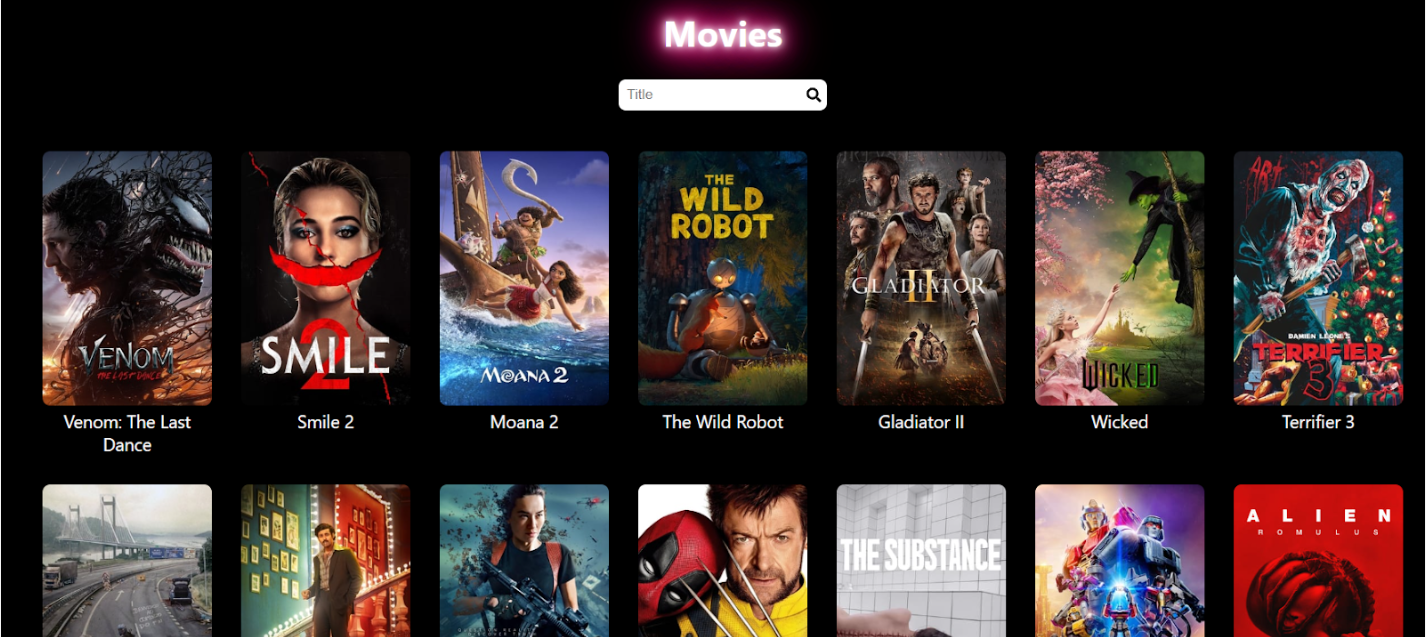 Movies
Title
ART
VENOM
THE LAST DANCE
SMILE
2
MOANA 2
THE
WILD
ROBOT
GLADIATOR
II
WICKED
DAMIEN LEONE'S
TERRIFIER
3
Venom: The Last
Dance
Smile 2
Moana 2
The Wild Robot
Gladiator II
Wicked
Terrifier 3
THE SUBSTANCE
ALIEN
ROMULUS